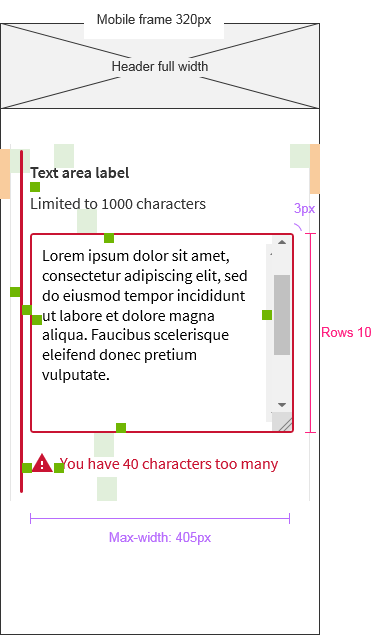 Mobile frame 320px
Header full width
Text area label
Limited to 1000 characters
3px
Lorem ipsum dolor sit amet,
consectetur adipiscing elit, sed
do eiusmod tempor incididunt
ut labore et dolore magna
aliqua. Faucibus scelerisque
eleifend donec pretium
vulputate.
Rows 10
You have 40 characters too many
Max-width: 405px